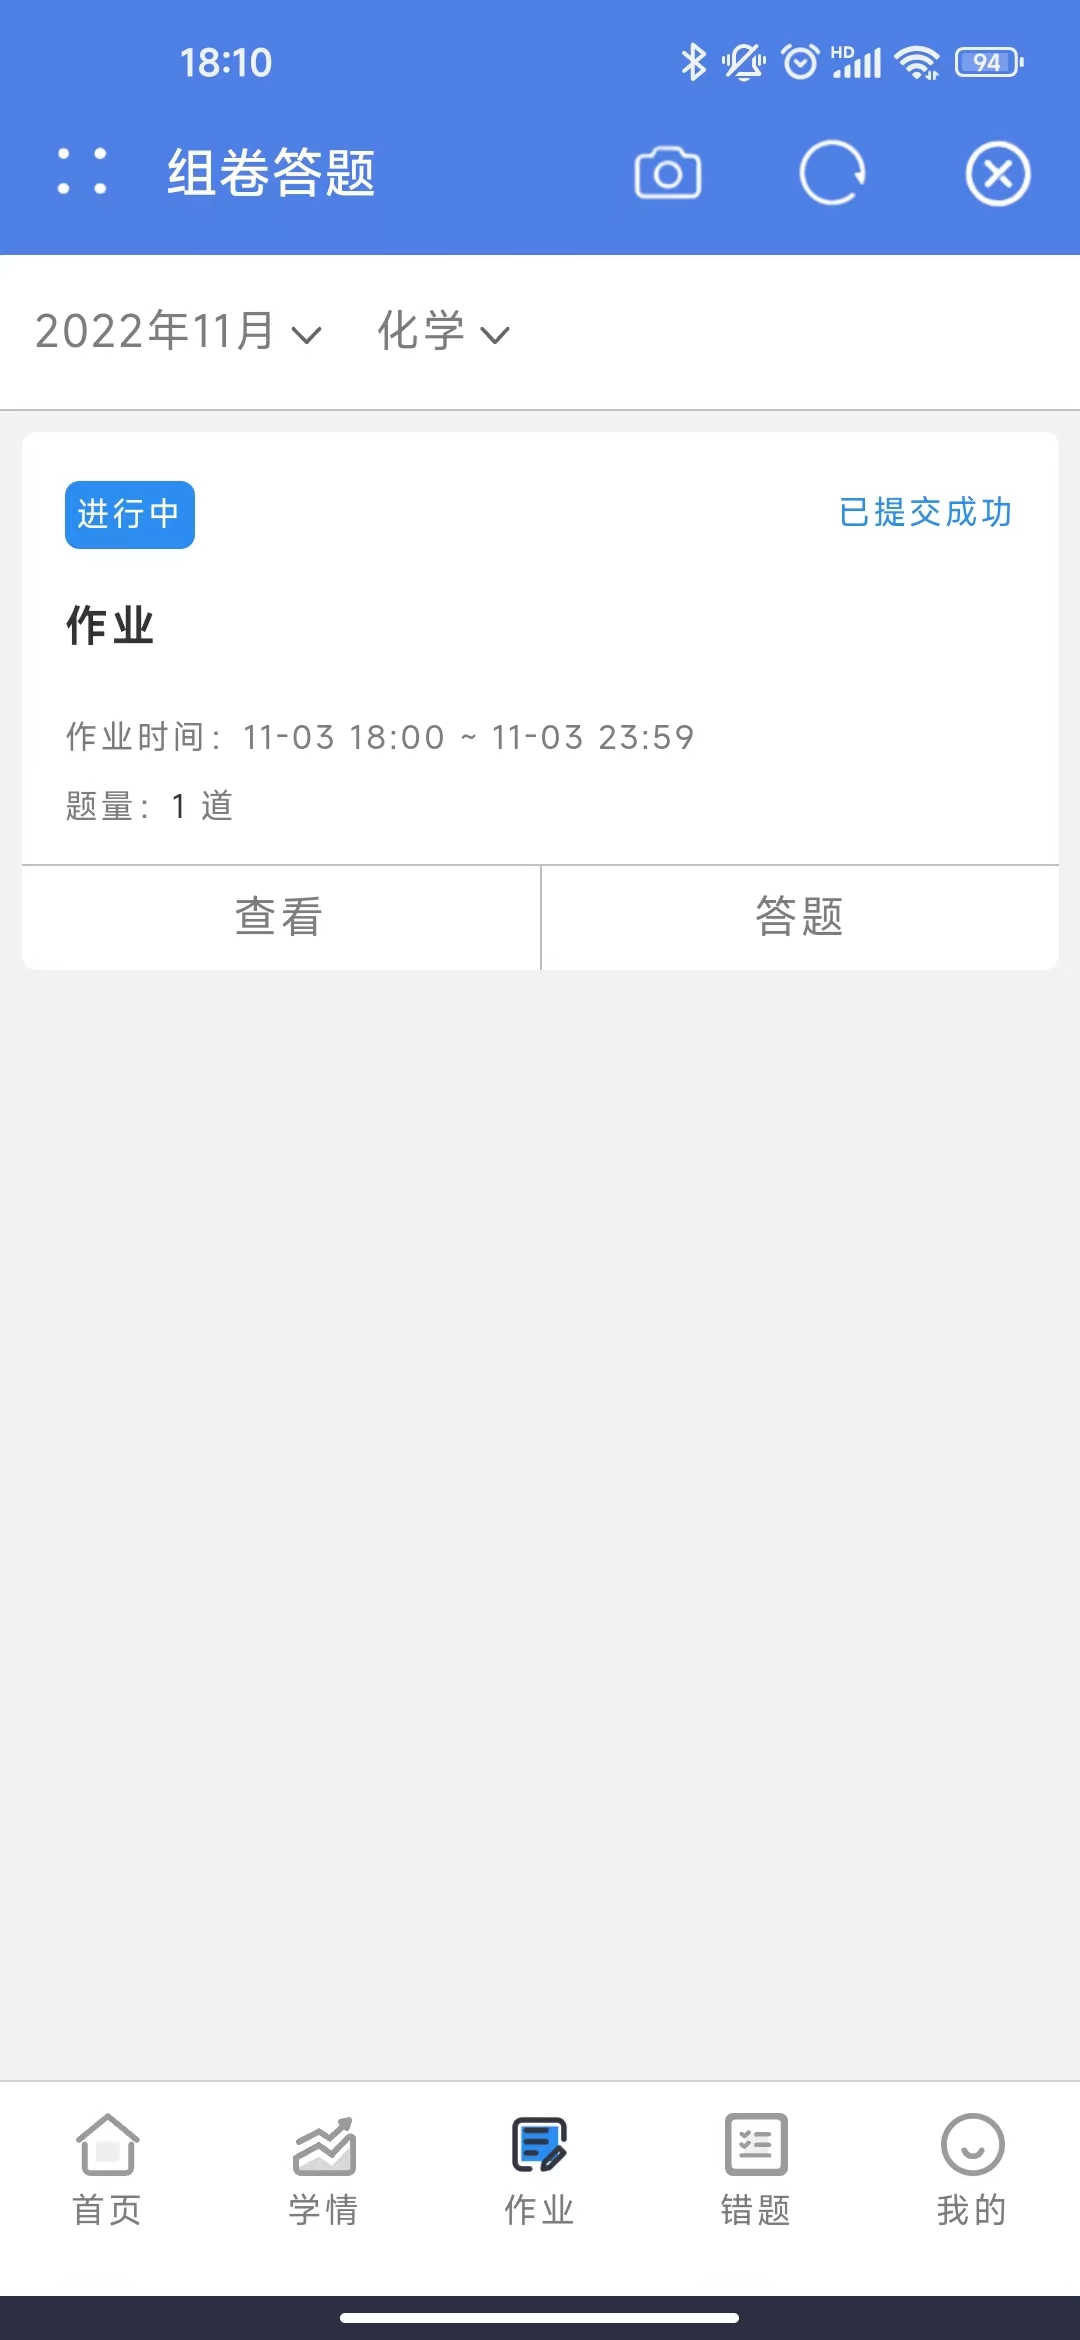 18:10
HD
94
组卷答题
2022年11月
化学
进行中
已提交成功
作业
作业时间：11-03 18:00 ~ 11-03 23:59
题量：1 道
查看
答题
首页
学情
作业
错题
我的